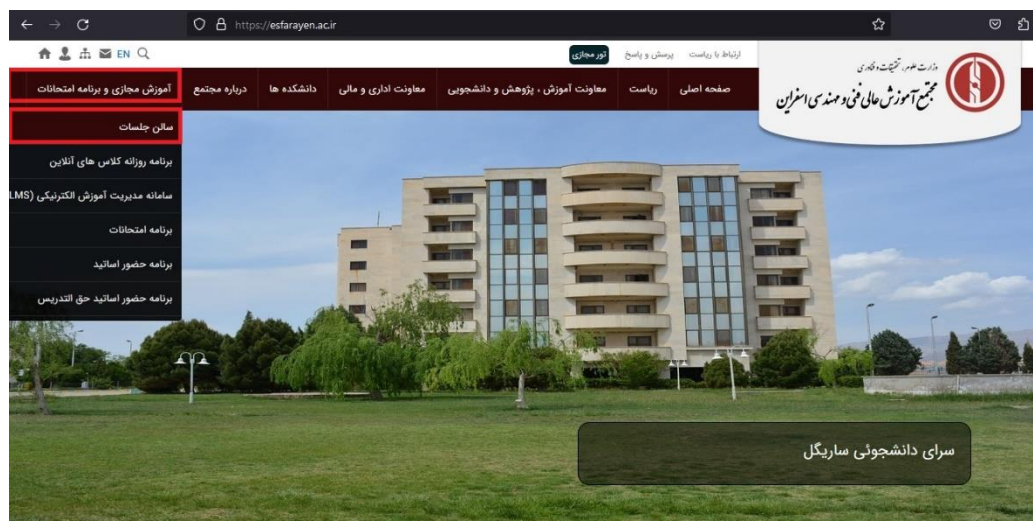 https://esfarayen.ac.ir
ارتباط با ریاست
پرسش و پاسخ
تور مجازی
EN
وزارت علوم، تحقیقات و فناوری
مجتمع آموزش عالی فنی و مهندسی اسفراین
صفحه اصلی
ریاست
معاونت آموزش ، پژوهش و دانشجویی
معاونت اداری و مالی
دانشکده ها
درباره مجتمع
آموزش مجازی و برنامه امتحانات
سالن جلسات
برنامه روزانه کلاس های آنلاین
سامانه مدیریت آموزش الکترنیکی (LMS
برنامه امتحانات
برنامه حضور اساتید
برنامه حضور اساتید حق التدریس
سرای دانشجوئی ساریگل